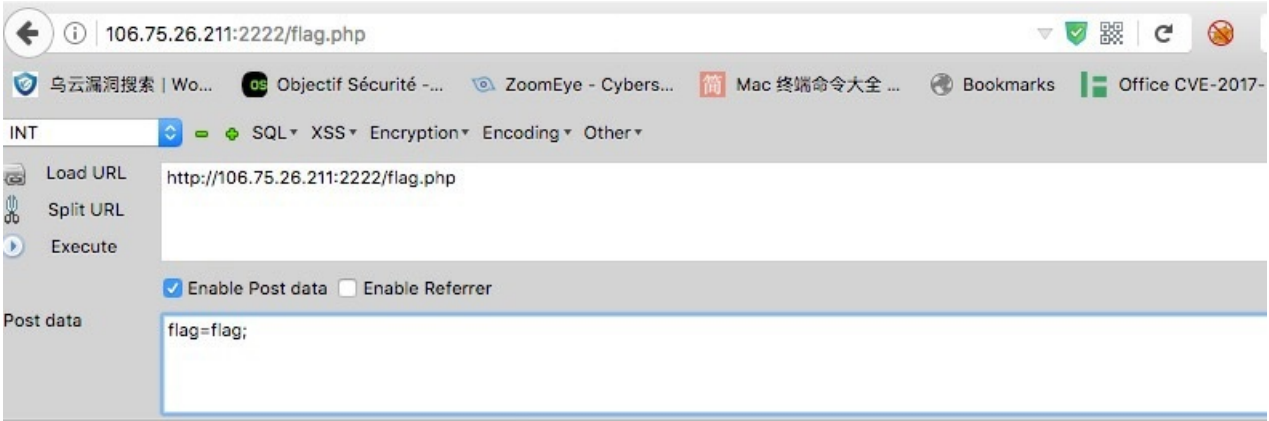 106.75.26.211:2222/flag.php
乌云漏洞搜索 | Wo... OS Objectif Sécurité -... ZoomEye - Cybers... 简 Mac 终端命令大全 ... Bookmarks Office CVE-2017-
INT SQL XSS Encryption Encoding Other
Load URL http://106.75.26.211:2222/flag.php
Split URL
Execute
Enable Post data Enable Referrer
Post data flag=flag;